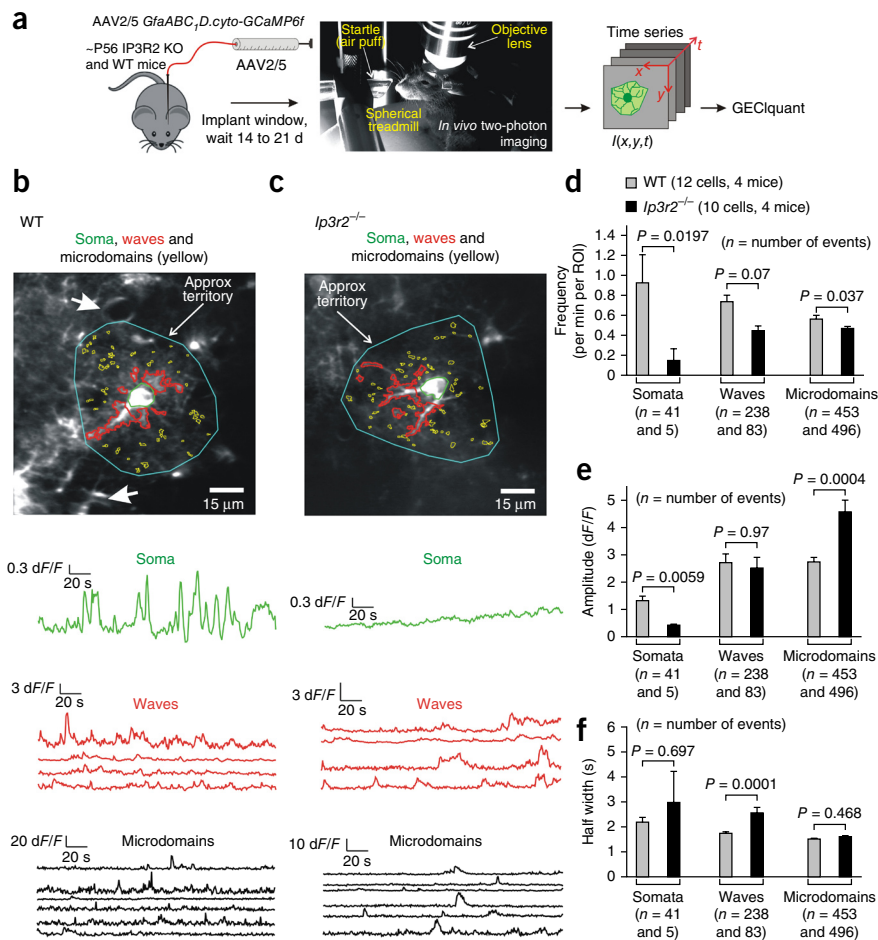 a
AAV2/5 GfaABC1D.cyto-GCaMP6f
~P56 IP3R2 KO
and WT mice
AAV2/5
Implant window,
wait 14 to 21 d
Startle
(air puff)
Objective
lens
Spherical
treadmill
In vivo two-photon
imaging
Time series
t
x
y
I(x,y,t)
GECIquant
b
WT
Soma, waves and
microdomains (yellow)
Approx
territory
15 μm
0.3 dF/F
20 s
Soma
3 dF/F
20 s
Waves
20 dF/F
20 s
Microdomains
c
Ip3r2–/–
Soma, waves and
microdomains (yellow)
Approx
territory
15 μm
Soma
0.3 dF/F
20 s
3 dF/F
20 s
Waves
10 dF/F
20 s
Microdomains
d
WT (12 cells, 4 mice)
Ip3r2–/– (10 cells, 4 mice)
(n = number of events)
Frequency
(per min per ROI)
1.4
1.2
1.0
0.8
0.6
0.4
0.2
0
P = 0.0197
P = 0.07
P = 0.037
Somata
(n = 41
and 5)
Waves
(n = 238
and 83)
Microdomains
(n = 453
and 496)
e
(n = number of events)
Amplitude (dF/F)
5
4
3
2
1
0
P = 0.0059
P = 0.97
P = 0.0004
Somata
(n = 41
and 5)
Waves
(n = 238
and 83)
Microdomains
(n = 453
and 496)
f
(n = number of events)
Half width (s)
6
5
4
3
2
1
0
P = 0.697
P = 0.0001
P = 0.468
Somata
(n = 41
and 5)
Waves
(n = 238
and 83)
Microdomains
(n = 453
and 496)